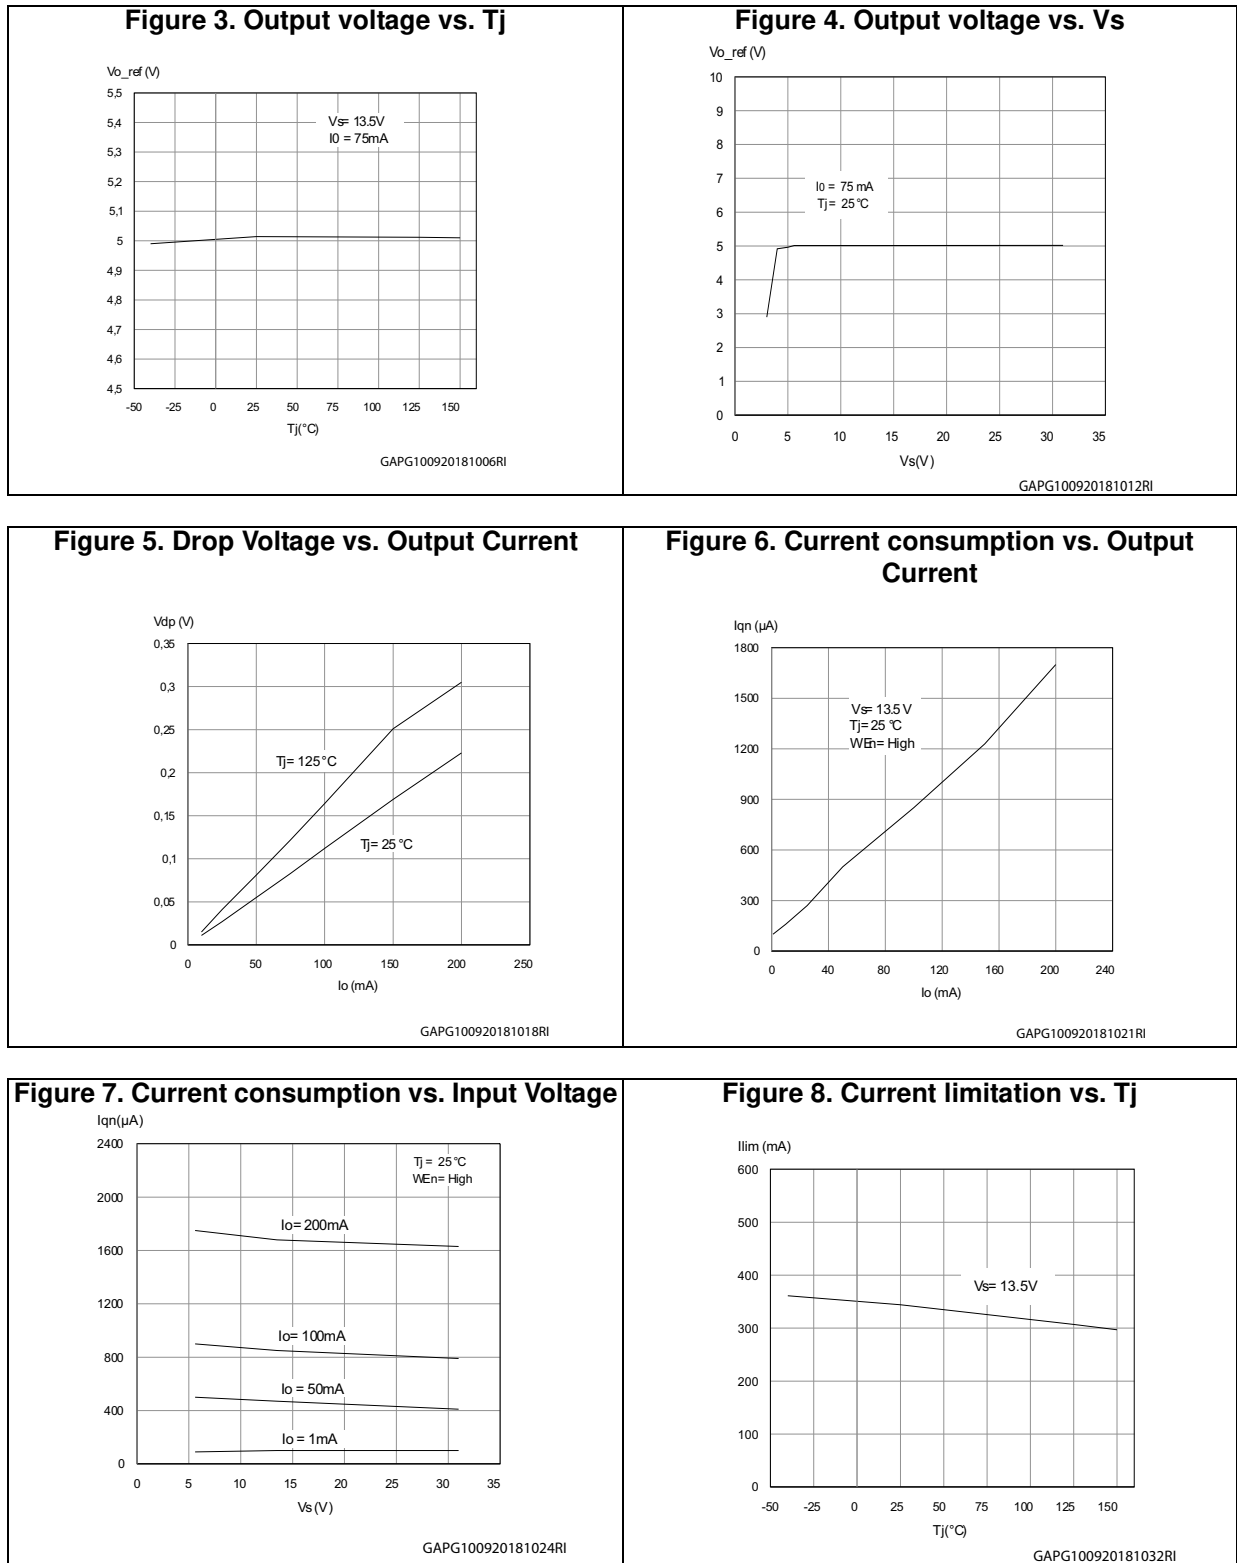 Figure 3. Output voltage vs. Tj
Vo_ref (V)
5,5
5,4
5,3
5,2
5,1
5
4,9
4,8
4,7
4,6
4,5
Vs= 13.5V
I0 = 75mA
-50 -25 0 25 50 75 100 125 150
Tj(°C)
GAPG100920181006RI
Figure 4. Output voltage vs. Vs
Vo_ref (V)
10
9
8
7
6
5
4
3
2
1
0
I0 = 75 mA
Tj= 25°C
0 5 10 15 20 25 30 35
Vs(V)
GAPG100920181012RI
Figure 5. Drop Voltage vs. Output Current
Vdp (V)
0,35
0,3
0,25
0,2
0,15
0,1
0,05
0
Tj= 125°C
Tj= 25°C
0 50 100 150 200 250
Io (mA)
GAPG100920181018RI
Figure 6. Current consumption vs. Output
Current
Iqn (µA)
1800
1500
1200
900
600
300
0
Vs= 13.5 V
Tj= 25 °C
WEn= High
0 40 80 120 160 200 240
Io (mA)
GAPG100920181021RI
Figure 7. Current consumption vs. Input Voltage
Iqn(µA)
2400
2000
1600
1200
800
400
0
Tj = 25°C
WEn= High
Io= 200mA
Io= 100mA
Io = 50mA
Io = 1mA
0 5 10 15 20 25 30 35
Vs (V)
GAPG100920181024RI
Figure 8. Current limitation vs. Tj
Ilim (mA)
600
500
400
300
200
100
0
Vs= 13.5V
-50 -25 0 25 50 75 100 125 150
Tj(°C)
GAPG100920181032RI